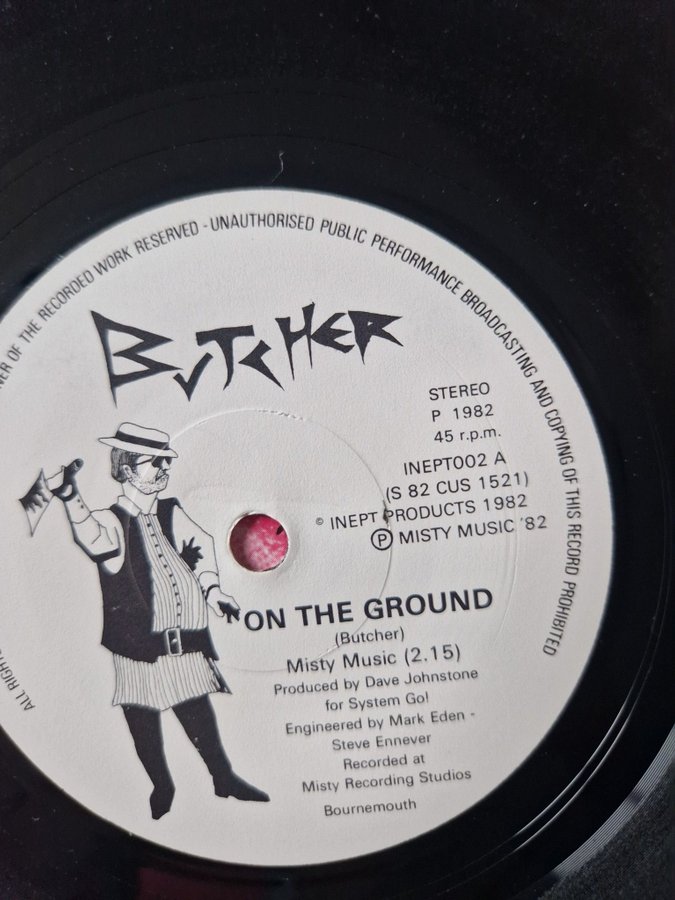 NER OF THE RECORDED WORK RESERVED - UNAUTHORISED PUBLIC PERFORMANCE BROADCASTING AND COPYING OF THIS RECORD PROHIBITED
BUTCHER
STEREO
P 1982
45 r.p.m.
INEPT002 A
(S 82 CUS 1521)
© INEPT PRODUCTS 1982
Ⓟ MISTY MUSIC '82
ON THE GROUND
(Butcher)
Misty Music (2.15)
Produced by Dave Johnstone
for System Go!
Engineered by Mark Eden -
Steve Ennever
Recorded at
Misty Recording Studios
Bournemouth
ALL RIGHTS